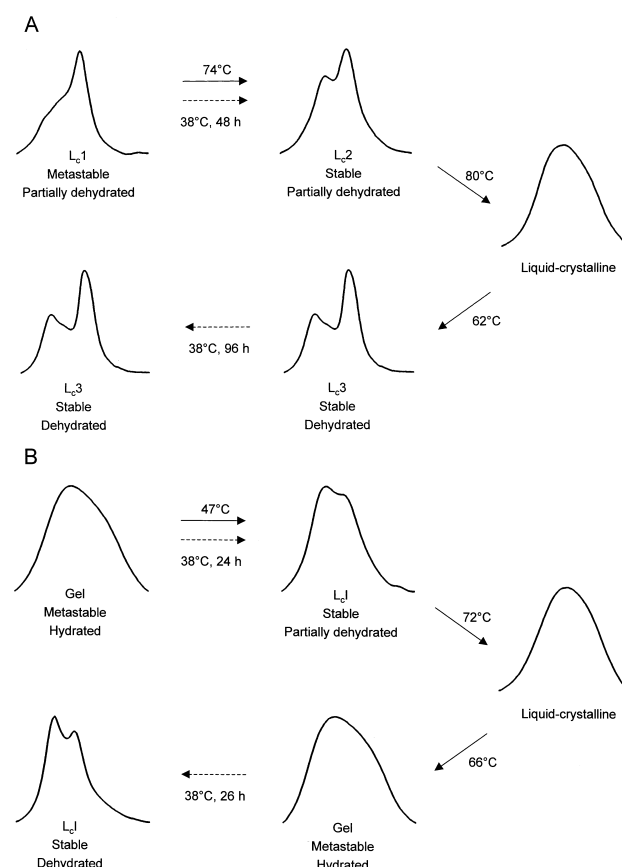 A
74°C
38°C, 48 h
Lc1
Metastable
Partially dehydrated
Lc2
Stable
Partially dehydrated
80°C
Liquid-crystalline
62°C
38°C, 96 h
Lc3
Stable
Dehydrated
Lc3
Stable
Dehydrated
B
47°C
38°C, 24 h
Gel
Metastable
Hydrated
LcI
Stable
Partially dehydrated
72°C
Liquid-crystalline
66°C
38°C, 26 h
LcI
Stable
Dehydrated
Gel
Metastable
Hydrated